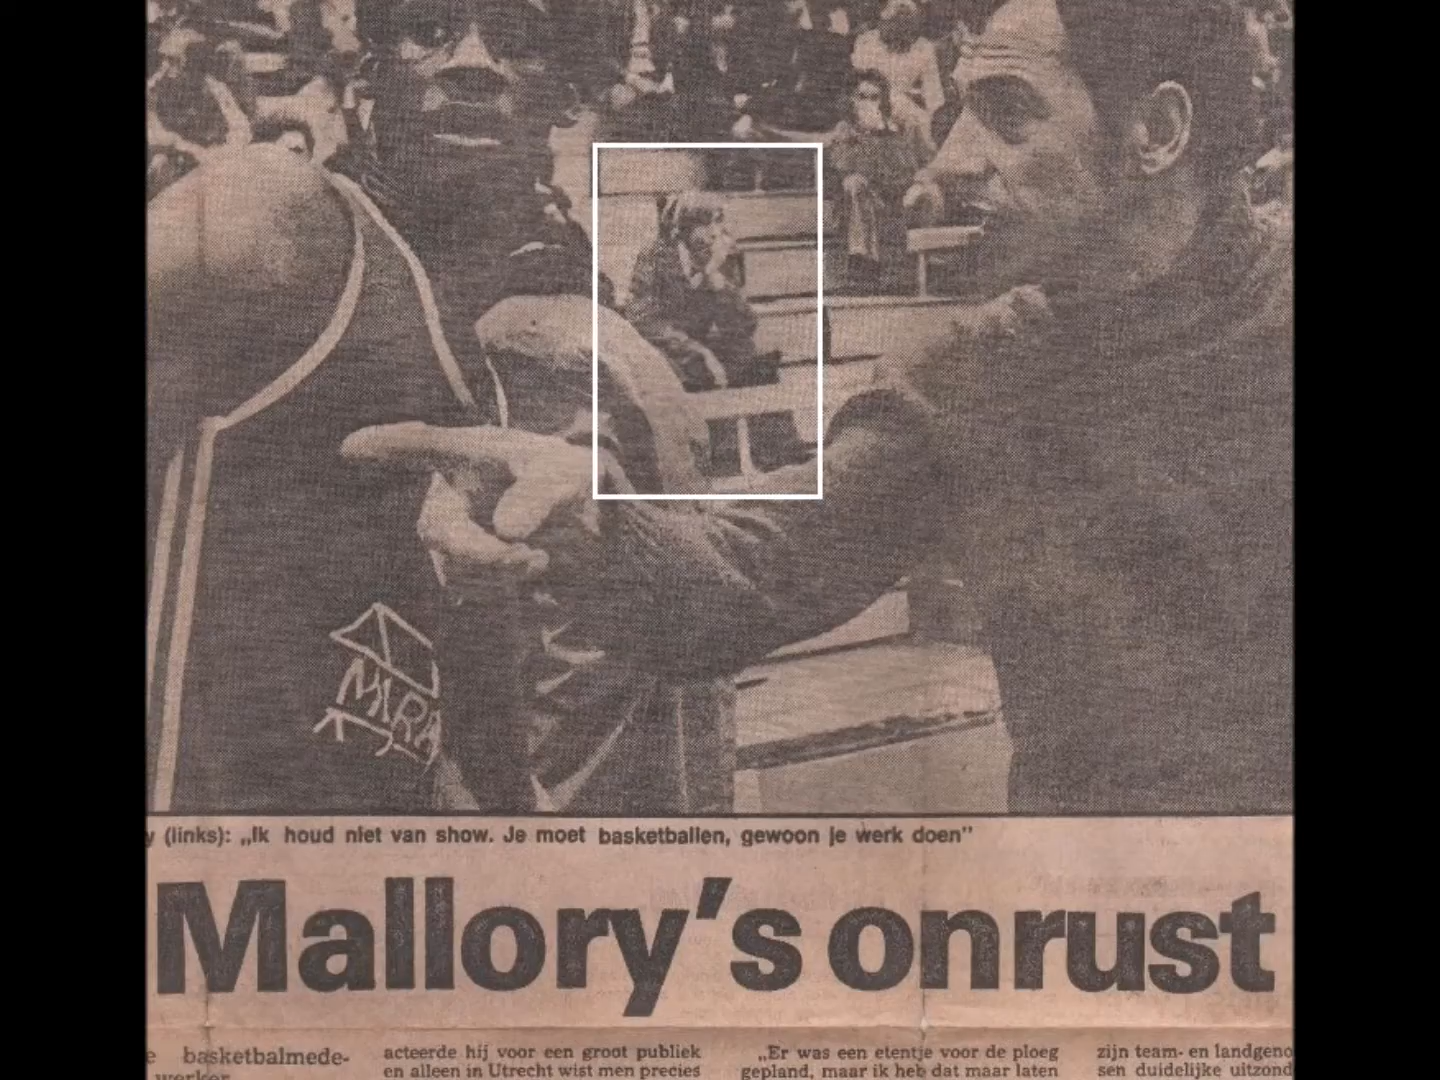 MIRA
y (links): „Ik houd niet van show. Je moet basketballen, gewoon je werk doen”
Mallory's onrust
e basketbalmede-
werker
acteerde hij voor een groot publiek
en alleen in Utrecht wist men precies
„Er was een etentje voor de ploeg
gepland, maar ik heb dat maar laten
zijn team- en landgeno
sen duidelijke uitzond